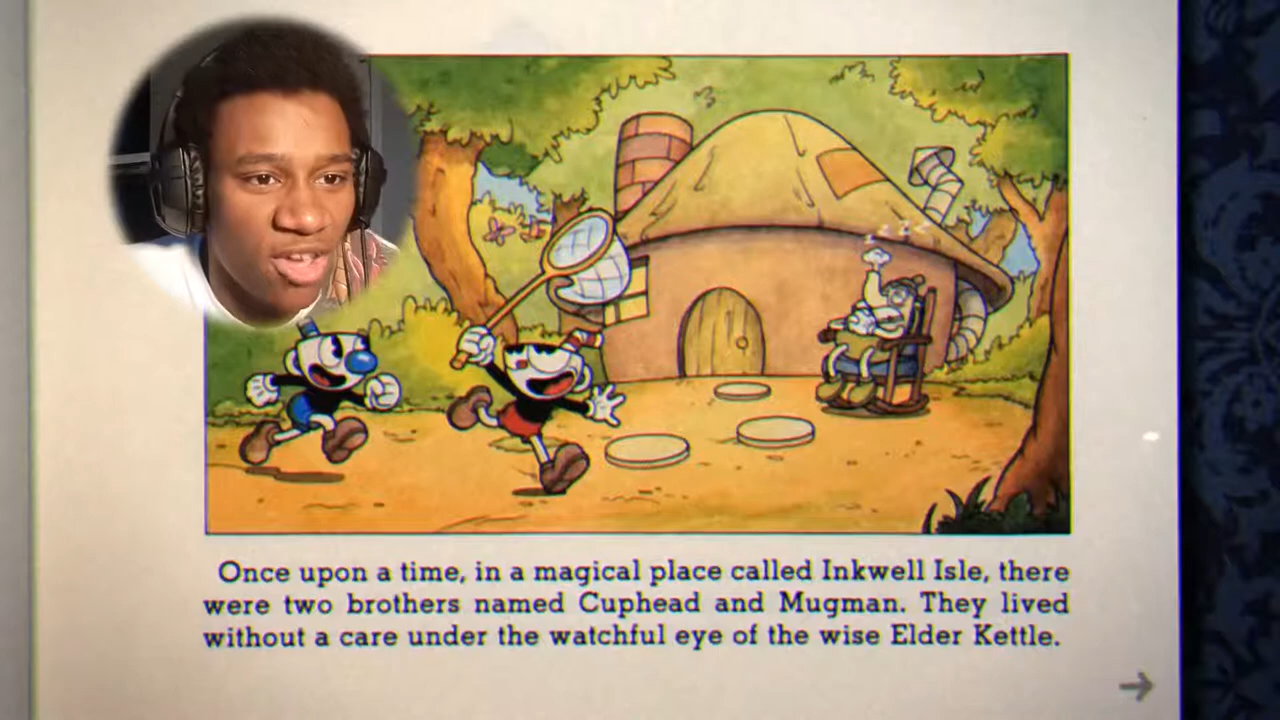 z z z z
Once upon a time, in a magical place called Inkwell Isle, there
were two brothers named Cuphead and Mugman. They lived
without a care under the watchful eye of the wise Elder Kettle.